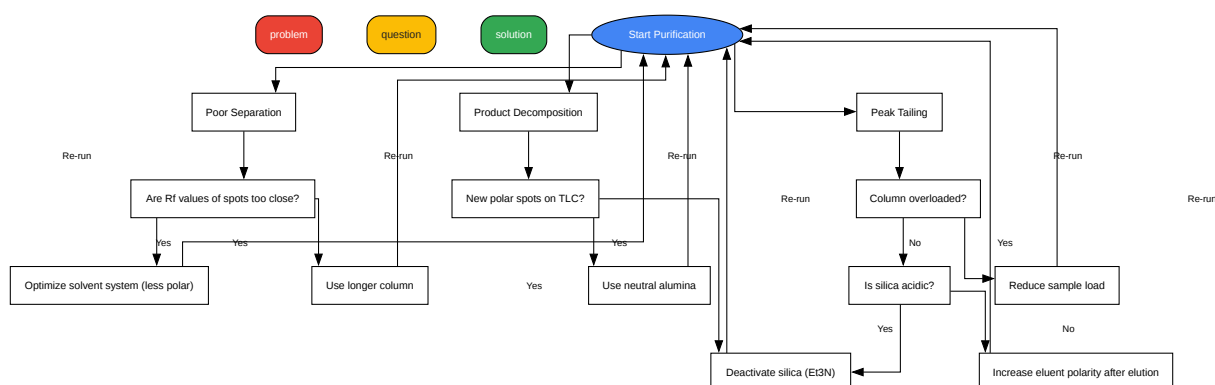 problem
question
solution
Start Purification
Poor Separation
Product Decomposition
Peak Tailing
Re-run
Re-run
Re-run
Re-run
Are Rf values of spots too close?
New polar spots on TLC?
Re-run
Column overloaded?
Re-run
Yes
Yes
Yes
No
Yes
Optimize solvent system (less polar)
Use longer column
Yes
Use neutral alumina
Is silica acidic?
Reduce sample load
Yes
No
Deactivate silica (Et3N)
Increase eluent polarity after elution